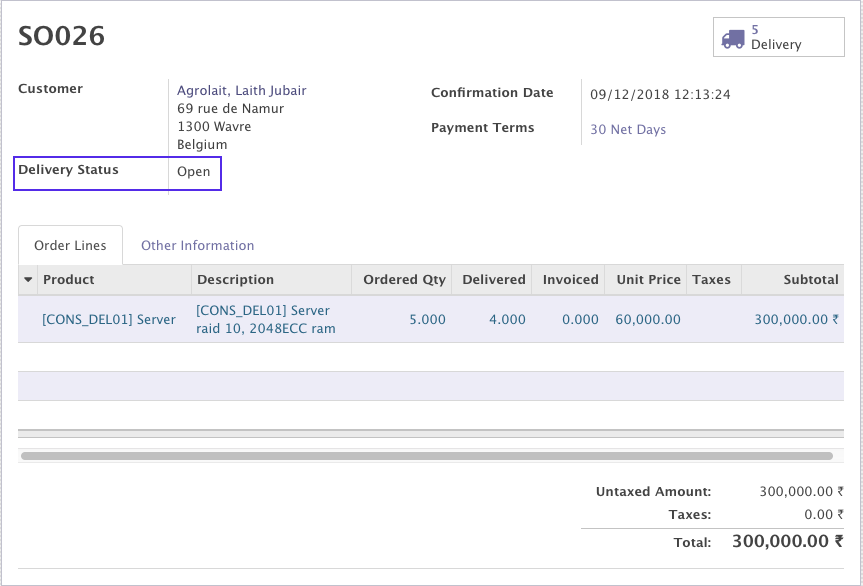 SO026
5
Delivery
Customer
Agrolait, Laith Jubair
69 rue de Namur
1300 Wavre
Belgium
Confirmation Date
09/12/2018 12:13:24
Payment Terms
30 Net Days
Delivery Status
Open
Order Lines
Other Information
Product Description Ordered Qty Delivered Invoiced Unit Price Taxes Subtotal
[CONS_DEL01] Server
[CONS_DEL01] Server
raid 10, 2048ECC ram
5.000 4.000 0.000 60,000.00 300,000.00 ₹
Untaxed Amount: 300,000.00 ₹
Taxes: 0.00 ₹
Total: 300,000.00 ₹